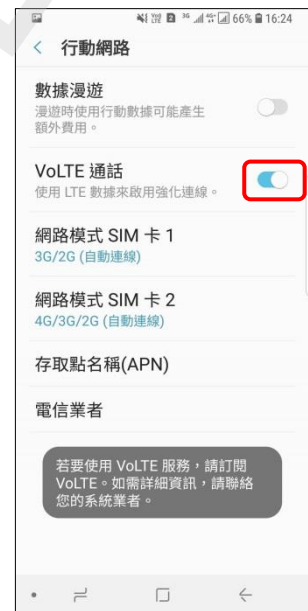 2 3G 66% 16:24
行動網路
數據漫遊
漫遊時使用行動數據可能產生
額外費用。
VoLTE 通話
使用 LTE 數據來啟用強化連線。
網路模式 SIM 卡 1
3G/2G (自動連線)
網路模式 SIM 卡 2
4G/3G/2G (自動連線)
存取點名稱(APN)
電信業者
若要使用 VoLTE 服務，請訂閱
VoLTE。如需詳細資訊，請聯絡
您的系統業者。